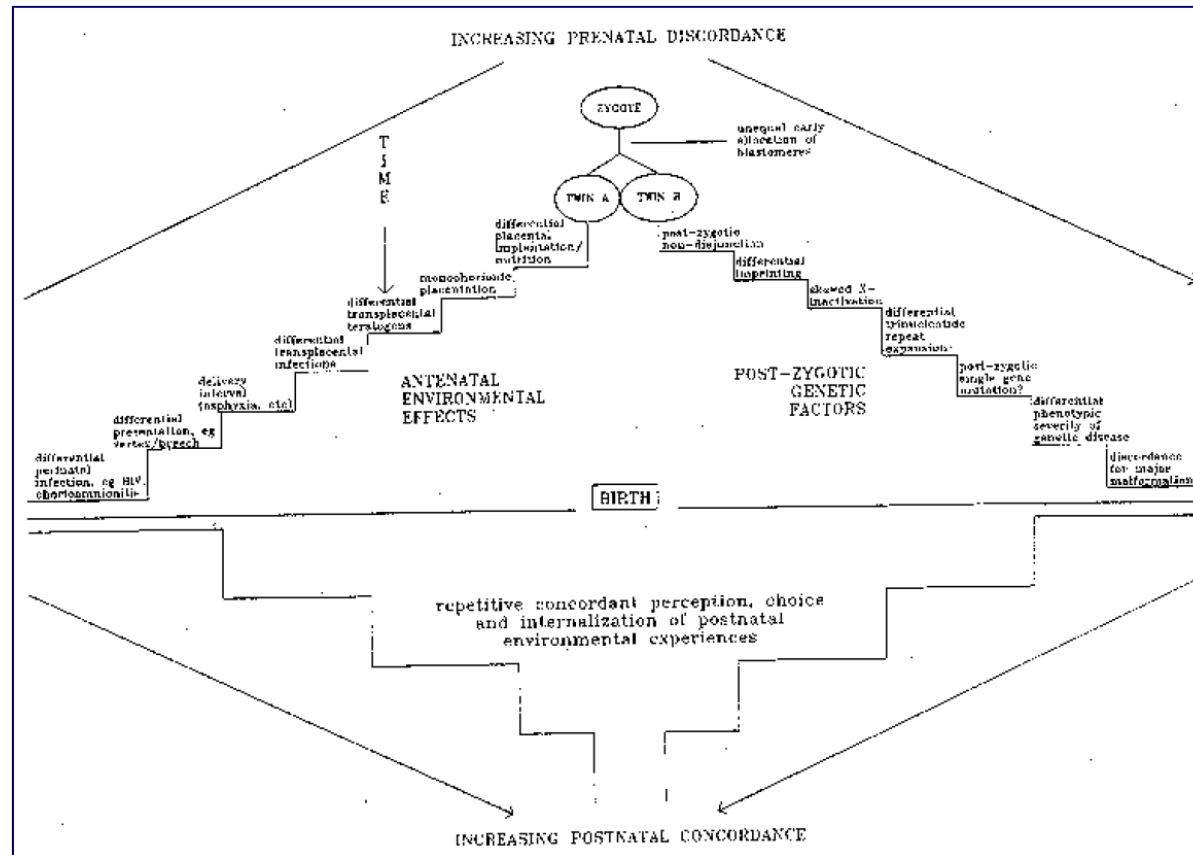 INCREASING PRENATAL DISCORDANCE
ZYGOTE
unequal early
allocation of
blastomeres
TIME
TWIN A
TWIN B
differential
placental
implantation/
nutrition
monochorionic
placentation
differential
transplacental
teratogens
differential
transplacental
infections
delivery
interval
(asphyxia, etc)
differential
presentation, eg
vertex/breech
differential
perinatal
infection, eg HIV,
chorioamnionitis
ANTENATAL
ENVIRONMENTAL
EFFECTS
post-zygotic
non-disjunction
differential
imprinting
skewed X-
inactivation
differential
trinucleotide
repeat
expansion
post-zygotic
single gene
mutation?
differential
phenotypic
severity of
genetic disease
discordance
for major
malformation
POST-ZYGOTIC
GENETIC
FACTORS
BIRTH
repetitive concordant perception, choice
and internalization of postnatal
environmental experiences
INCREASING POSTNATAL CONCORDANCE